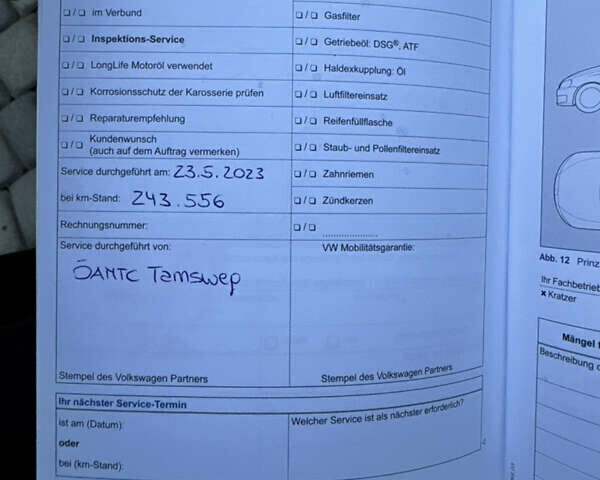 ❏ / ❏ im Verbund
❏ / ❏ Inspektions-Service
❏ / ❏ LongLife Motoröl verwendet
❏ / ❏ Korrosionsschutz der Karosserie prüfen
❏ / ❏ Reparaturempfehlung
❏ / ❏ Kundenwunsch
(auch auf dem Auftrag vermerken)
Service durchgeführt am: 23.5.2023
bei km-Stand: 243.556
Rechnungsnummer:
Service durchgeführt von:
ÖAMTC Tamsweg
Stempel des Volkswagen Partners
❏ / ❏ Gasfilter
❏ / ❏ Getriebeöl: DSG®, ATF
❏ / ❏ Haldexkupplung: Öl
❏ / ❏ Luftfiltereinsatz
❏ / ❏ Reifenfüllflasche
❏ / ❏ Staub- und Pollenfiltereinsatz
❏ / ❏ Zahnriemen
❏ / ❏ Zündkerzen
❏ / ❏ ....................
VW Mobilitätsgarantie:
Stempel des Volkswagen Partners
Ihr nächster Service-Termin
ist am (Datum):
oder
bei (km-Stand):
Welcher Service ist als nächster erforderlich?
Abb. 12 Prinz
Ihr Fachbetrieb
x Kratzer
Mängel f
Beschreibung d